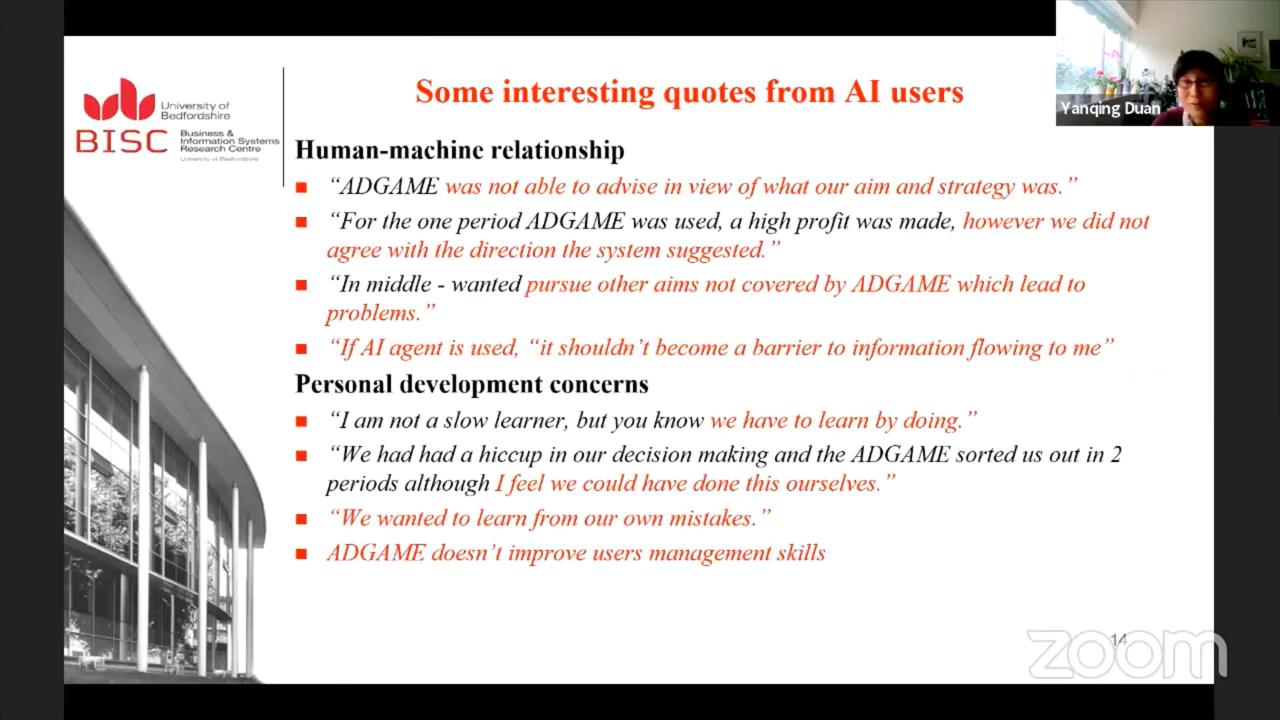 University of
Bedfordshire
BISC
Business &
Information Systems
Research Centre
University of Bedfordshire
Some interesting quotes from AI users
Yanqing Duan
Human-machine relationship
“ADGAME was not able to advise in view of what our aim and strategy was.”
“For the one period ADGAME was used, a high profit was made, however we did not
agree with the direction the system suggested.”
“In middle - wanted pursue other aims not covered by ADGAME which lead to
problems.”
“If AI agent is used, “it shouldn’t become a barrier to information flowing to me”
Personal development concerns
“I am not a slow learner, but you know we have to learn by doing.”
“We had had a hiccup in our decision making and the ADGAME sorted us out in 2
periods although I feel we could have done this ourselves.”
“We wanted to learn from our own mistakes.”
ADGAME doesn’t improve users management skills
14
zoom